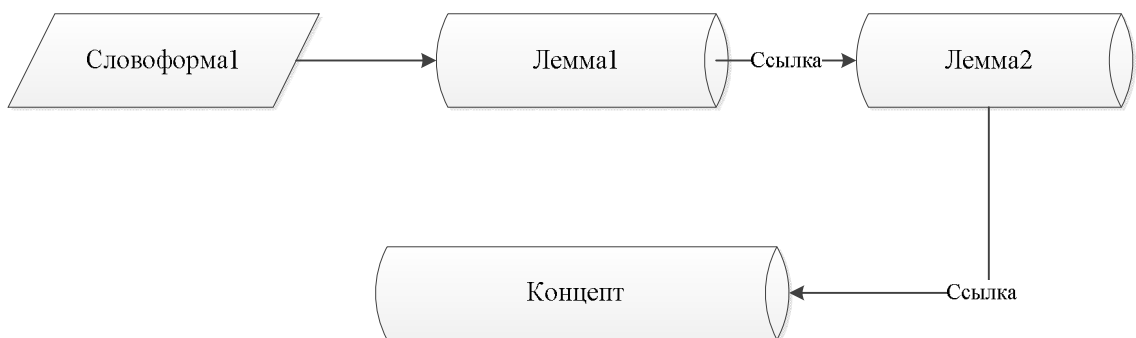 Словоформа1
Лемма1
Ссылка
Лемма2
Концепт
Ссылка